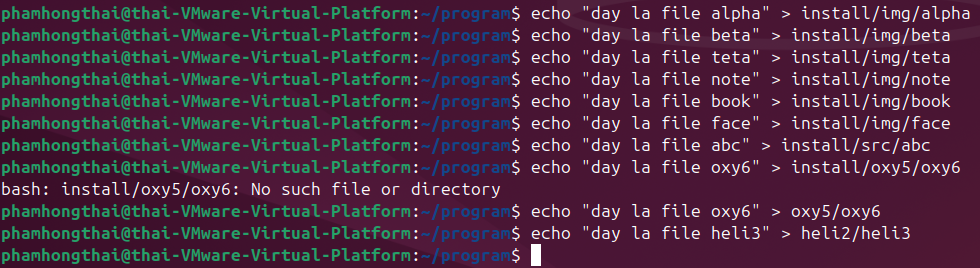 phamhongthai@thai-VMware-Virtual-Platform:~/program$ echo "day la file alpha" > install/img/alpha
phamhongthai@thai-VMware-Virtual-Platform:~/program$ echo "day la file beta" > install/img/beta
phamhongthai@thai-VMware-Virtual-Platform:~/program$ echo "day la file teta" > install/img/teta
phamhongthai@thai-VMware-Virtual-Platform:~/program$ echo "day la file note" > install/img/note
phamhongthai@thai-VMware-Virtual-Platform:~/program$ echo "day la file book" > install/img/book
phamhongthai@thai-VMware-Virtual-Platform:~/program$ echo "day la file face" > install/img/face
phamhongthai@thai-VMware-Virtual-Platform:~/program$ echo "day la file abc" > install/src/abc
phamhongthai@thai-VMware-Virtual-Platform:~/program$ echo "day la file oxy6" > install/oxy5/oxy6
bash: install/oxy5/oxy6: No such file or directory
phamhongthai@thai-VMware-Virtual-Platform:~/program$ echo "day la file oxy6" > oxy5/oxy6
phamhongthai@thai-VMware-Virtual-Platform:~/program$ echo "day la file heli3" > heli2/heli3
phamhongthai@thai-VMware-Virtual-Platform:~/program$